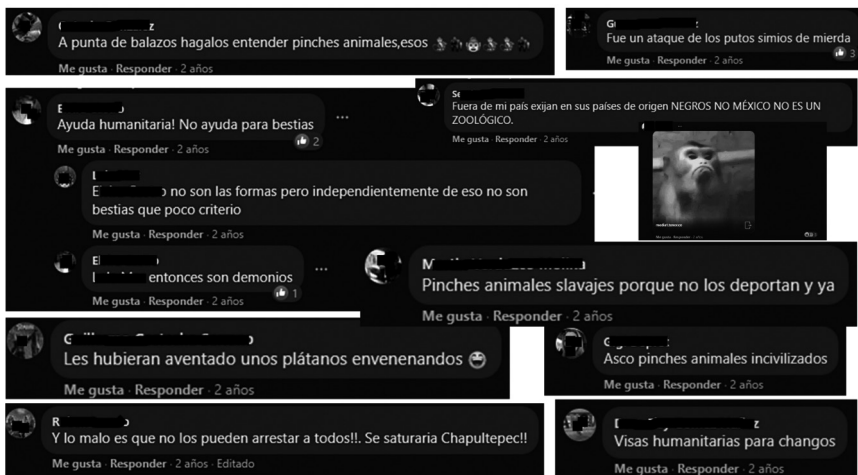 A punta de balazos hagalos entender pinches animales,esos
Me gusta · Responder · 2 años
Fue un ataque de los putos simios de mierda
3
Me gusta · Responder · 2 años
E
Ayuda humanitaria! No ayuda para bestias
2
Me gusta · Responder · 2 años
Fuera de mi país exijan en sus países de origen NEGROS NO MÉXICO NO ES UN
ZOOLÓGICO.
Me gusta · Responder · 2 años
no son las formas pero independientemente de eso no son
bestias que poco criterio
Me gusta · Responder · 2 años
entonces son demonios
1
Me gusta · Responder · 2 años
Pinches animales slavajes porque no los deportan y ya
Me gusta · Responder · 2 años
Les hubieran aventado unos plátanos envenenandos
Me gusta · Responder · 2 años
Asco pinches animales incivilizados
Me gusta · Responder · 2 años
Y lo malo es que no los pueden arrestar a todos!!. Se saturaria Chapultepec!!
Me gusta · Responder · 2 años · Editado
Visas humanitarias para changos
Me gusta · Responder · 2 años